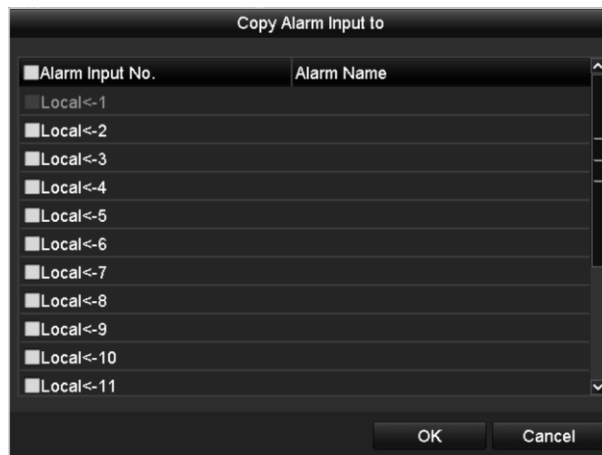 Copy Alarm Input to
Alarm Input No. Alarm Name
Local<-1
Local<-2
Local<-3
Local<-4
Local<-5
Local<-6
Local<-7
Local<-8
Local<-9
Local<-10
Local<-11
OK Cancel